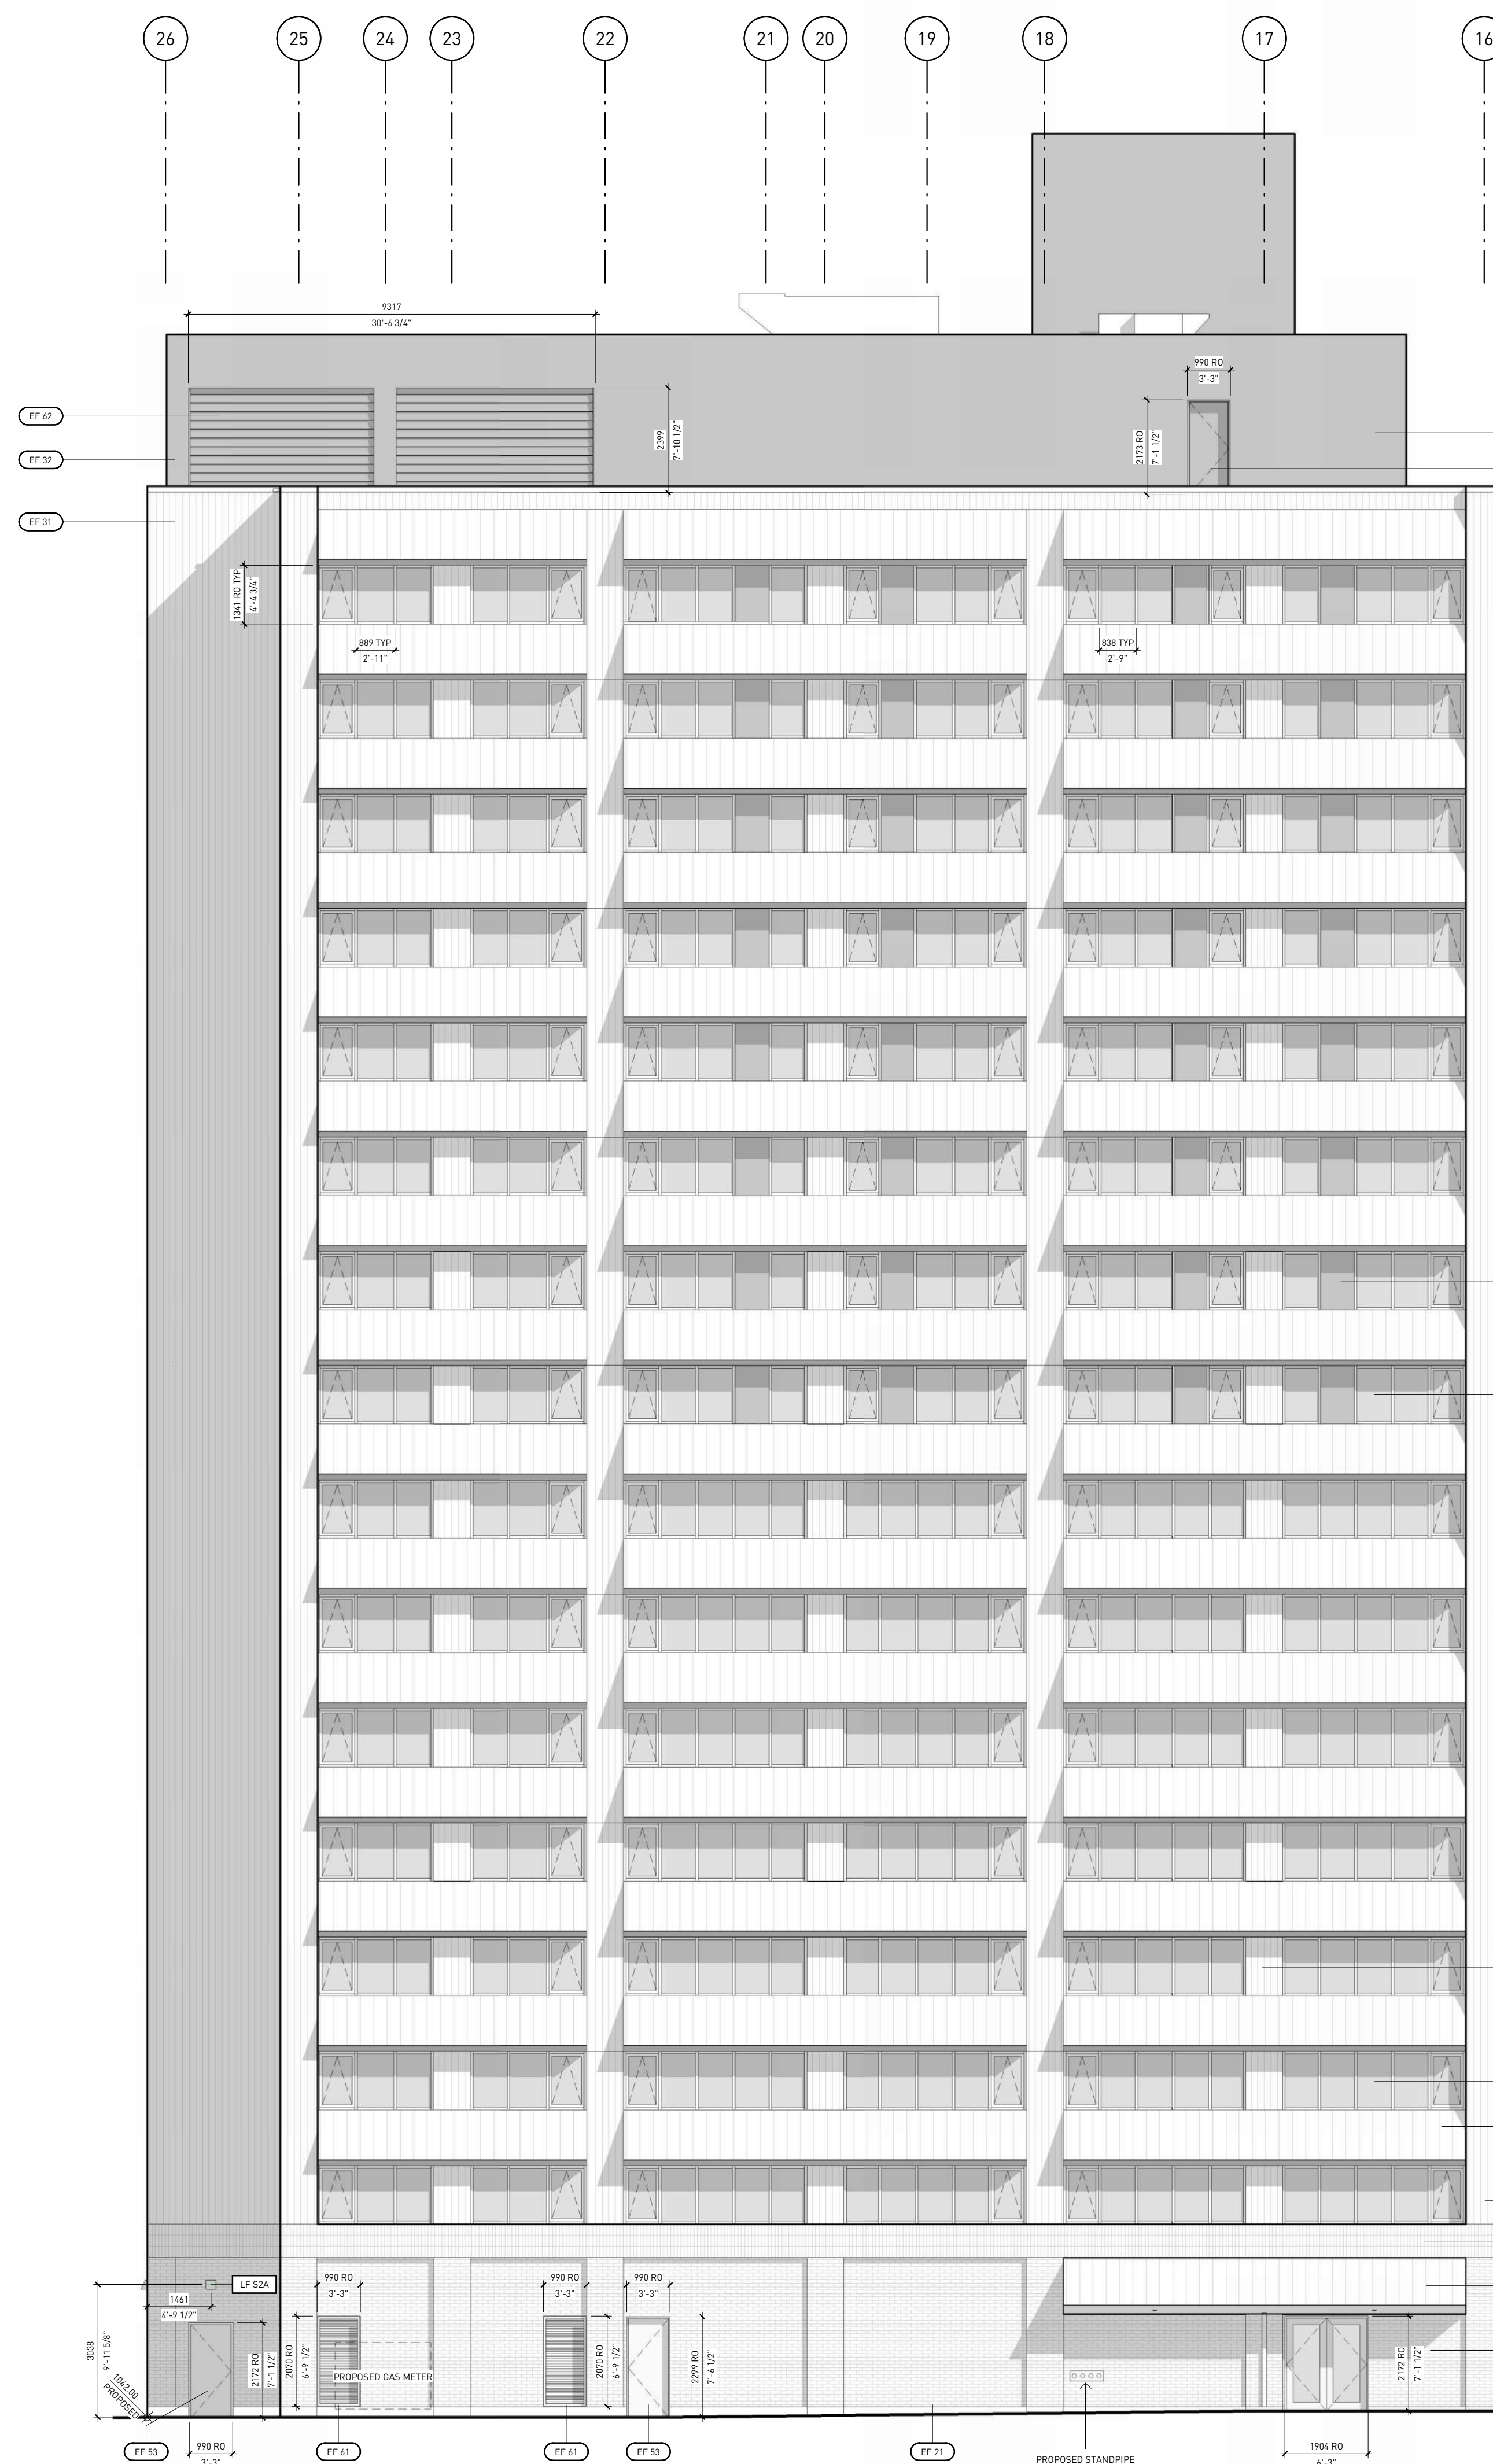 26
25
24
23
22
21
20
19
18
17
16
9317
30'-6 3/4"
990 RO
3'-3"
EF 62
2399
7'-10 1/2"
2173 RO
7'-1 1/2"
EF 32
EF 31
1341 RO TYP
4'-4 3/4"
889 TYP
2'-11"
838 TYP
2'-9"
LF S2A
1461
4'-9 1/2"
3038
9'-11 5/8"
1042.00
PROPOSED
2172 RO
7'-1 1/2"
990 RO
3'-3"
2070 RO
6'-9 1/2"
PROPOSED GAS METER
990 RO
3'-3"
2070 RO
6'-9 1/2"
990 RO
3'-3"
2299 RO
7'-6 1/2"
2172 RO
7'-1 1/2"
EF 53
990 RO
3'-3"
EF 61
EF 61
EF 53
EF 21
PROPOSED STANDPIPE
1904 RO
6'-3"